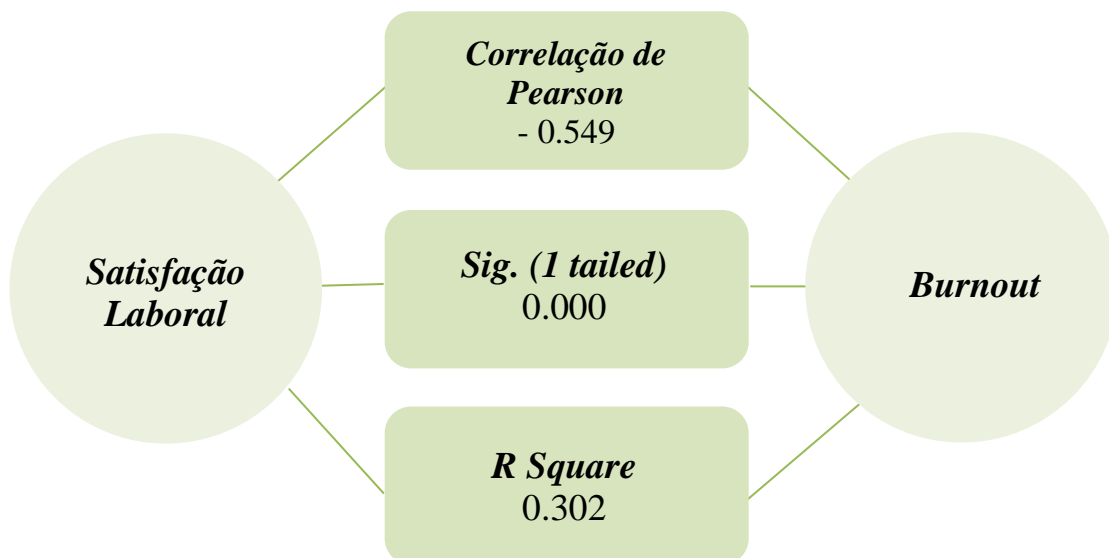 Correlação de
Pearson
- 0.549
Satisfação
Laboral
Sig. (1 tailed)
0.000
Burnout
R Square
0.302